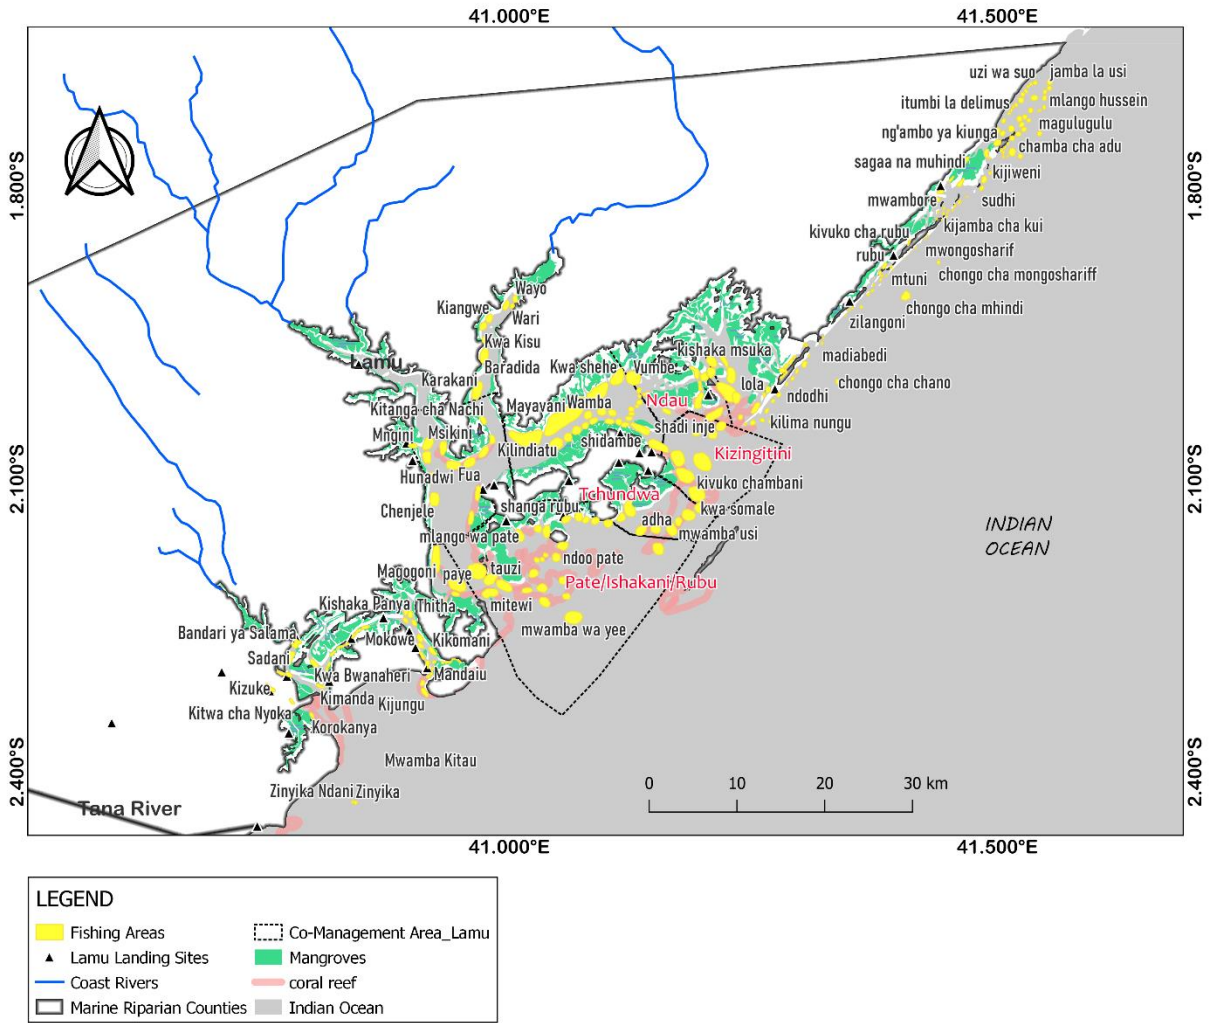 41.000°E
41.500°E
uzi wa suo
jamba la usi
itumbi la delimus
mlango hussein
magulugulu
ng'ambo ya kiunga
chamba cha adu
sagaa na muhindi
kijiweni
1.800°S
1.800°S
mwambore
sudhi
kijamba cha kui
kivuko cha rubu
rubu
mwongosharif
chongo cha mongoshariff
mtuni
Wayo
Kiangwe
Wari
chongo cha mhindi
zilangoni
Kwa Kisu
kishaka msuka
Lamu
Baradida
Kwa shehe
Vumbe
madiabedi
Karakani
lola
chongo cha chano
ndodhi
Kitanga cha Nachi
Mayavani
Wamba
Ndau
kilima nungu
Mngini
Msikini
shadi inje
shidambe
Kilindiatu
Kizingitini
2.100°S
2.100°S
Hunadwi
Fua
kivuko chambani
Tchundwa
Chenjele
shanga rubu
kwa somale
adha
INDIAN
OCEAN
mlango wa pate
mwamba usi
ndoo pate
tauzi
Magogoni
paye
Pate/Ishakani/Rubu
Kishaka Panya
Thitha
mitewi
Bandari ya Salama
mwamba wa yee
Mokowe
Kikomani
Sadani
Kwa Bwanaheri
Mandaiu
Kizuke
Kimanda
Kijungu
Kitwa cha Nyoka
Korokanya
Mwamba Kitau
2.400°S
2.400°S
Zinyika Ndani
Zinyika
0
10
20
30 km
Tana River
41.000°E
41.500°E
LEGEND
Fishing Areas
Co-Management Area_Lamu
Lamu Landing Sites
Mangroves
Coast Rivers
coral reef
Marine Riparian Counties
Indian Ocean